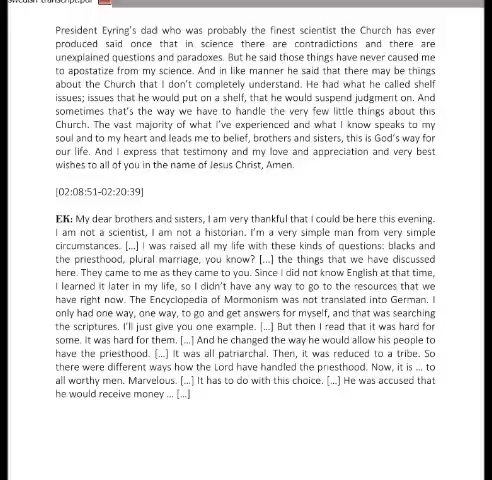 President Eyring's dad who was probably the finest scientist the Church has ever
produced said once that in science there are contradictions and there are
unexplained questions and paradoxes. But he said those things have never caused me
to apostatize from my science. And in like manner he said that there may be things
about the Church that I don't completely understand. He had what he called shelf
issues; issues that he would put on a shelf, that he would suspend judgment on. And
sometimes that's the way we have to handle the very few little things about this
Church. The vast majority of what I've experienced and what I know speaks to my
soul and to my heart and leads me to belief, brothers and sisters, this is God's way for
our life. And I express that testimony and my love and appreciation and very best
wishes to all of you in the name of Jesus Christ, Amen.
[02:08:51-02:20:39]
EK: My dear brothers and sisters, I am very thankful that I could be here this evening.
I am not a scientist, I am not a historian. I'm a very simple man from very simple
circumstances. [...] I was raised all my life with these kinds of questions: blacks and
the priesthood, plural marriage, you know? [...] the things that we have discussed
here. They came to me as they came to you. Since I did not know English at that time,
I learned it later in my life, so I didn't have any way to go to the resources that we
have right now. The Encyclopedia of Mormonism was not translated into German. I
only had one way, one way, to go and get answers for myself, and that was searching
the scriptures. I'll just give you one example. [...] But then I read that it was hard for
some. It was hard for them. [...] And he changed the way he would allow his people to
have the priesthood. [...] It was all patriarchal. Then, it was reduced to a tribe. So
there were different ways how the Lord have handled the priesthood. Now, it is ... to
all worthy men. Marvelous. [...] It has to do with this choice. [...] He was accused that
he would receive money ... [...]